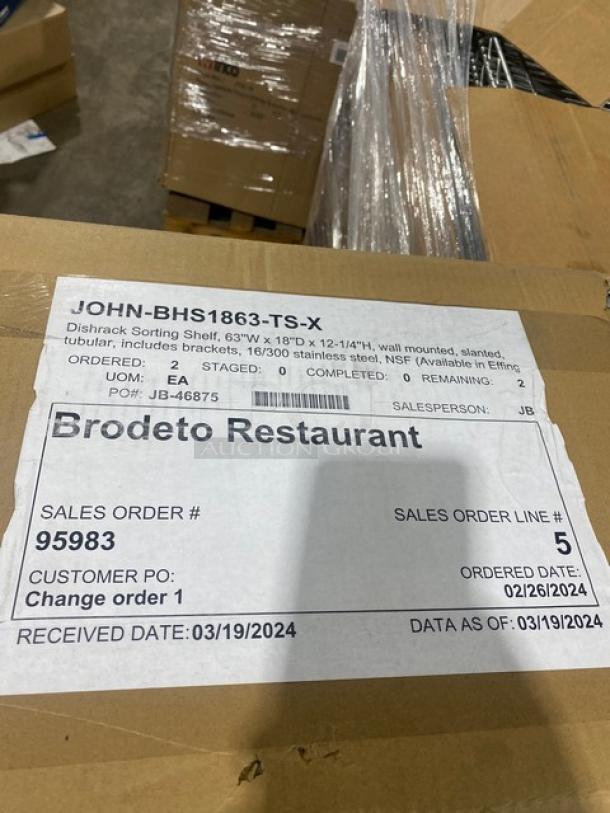 JOHN-BHS1863-TS-X
Dishrack Sorting Shelf, 63"W x 18"D x 12-1/4"H, wall mounted, slanted,
tubular, includes brackets, 16/300 stainless steel, NSF (Available in Effing
ORDERED: 2 STAGED: 0 COMPLETED: 0 REMAINING: 2
UOM: EA
PO#: JB-46875 SALESPERSON: JB
Brodeto Restaurant
AUCTION GROUP
SALES ORDER # SALES ORDER LINE #
95983 5
CUSTOMER PO: ORDERED DATE:
Change order 1 02/26/2024
RECEIVED DATE: 03/19/2024 DATA AS OF: 03/19/2024